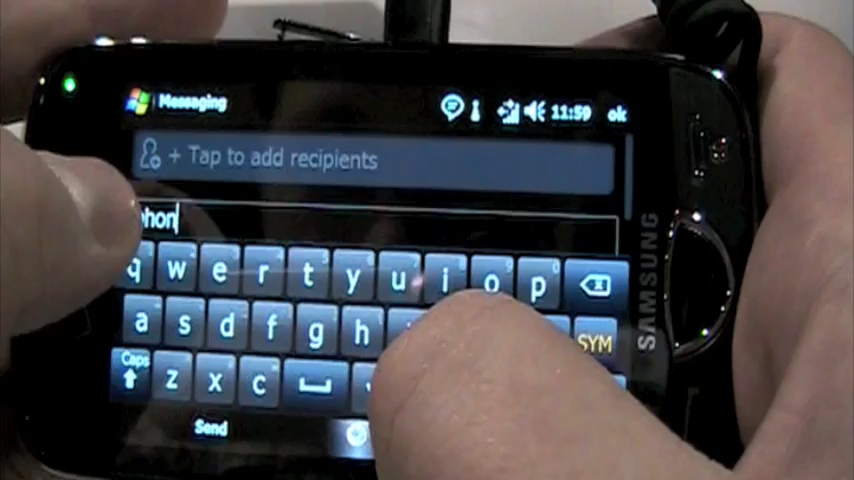 Messaging 11:59 ok
+ Tap to add recipients
phon
q w e r t y u i o p
a s d f g h SYM
Caps z x c
Send
SAMSUNG